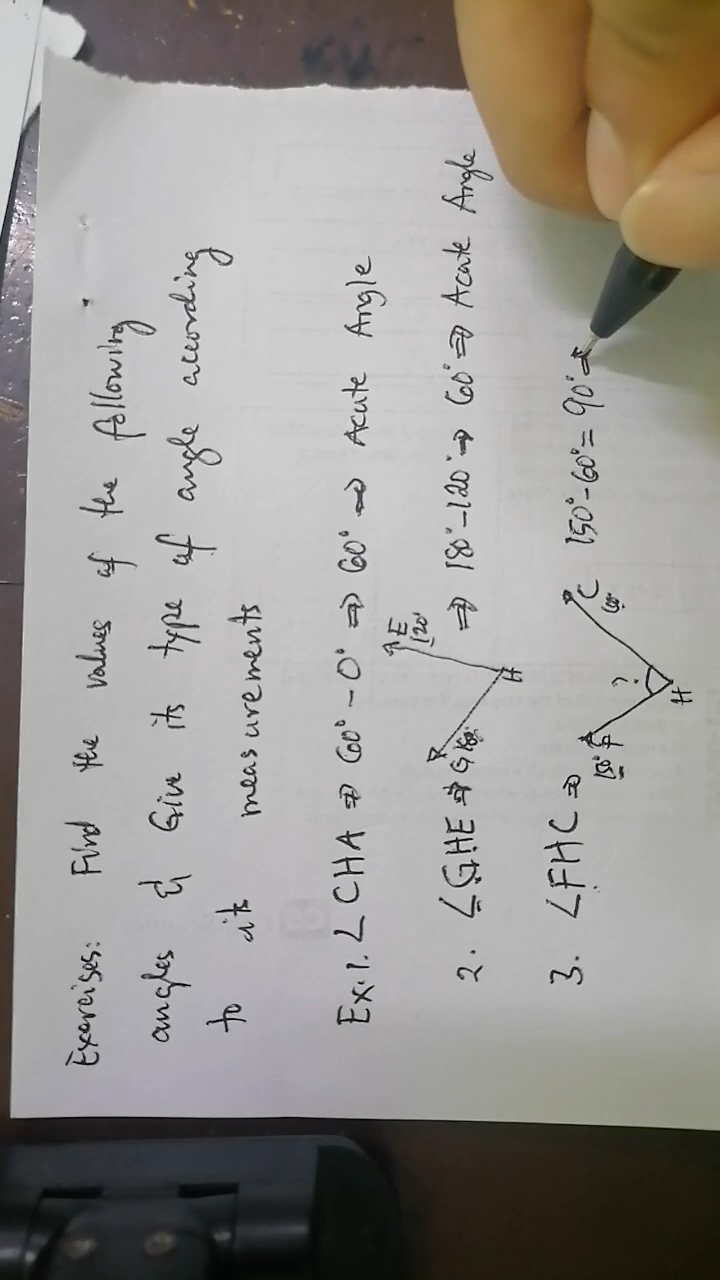 Exercises: Find the values of the following
angles & Give its type of angle according
to its measurements
Ex. 1. ∠CHA ⇒ 60° - 0° ⇒ 60° ⇒ Acute Angle
2. ∠GHE ⇒ G 180° H E 120° ⇒ 180° - 120° ⇒ 60° ⇒ Acute Angle
3. ∠FHC ⇒ 150° F ? H C 60° 150° - 60° = 90° ⇒